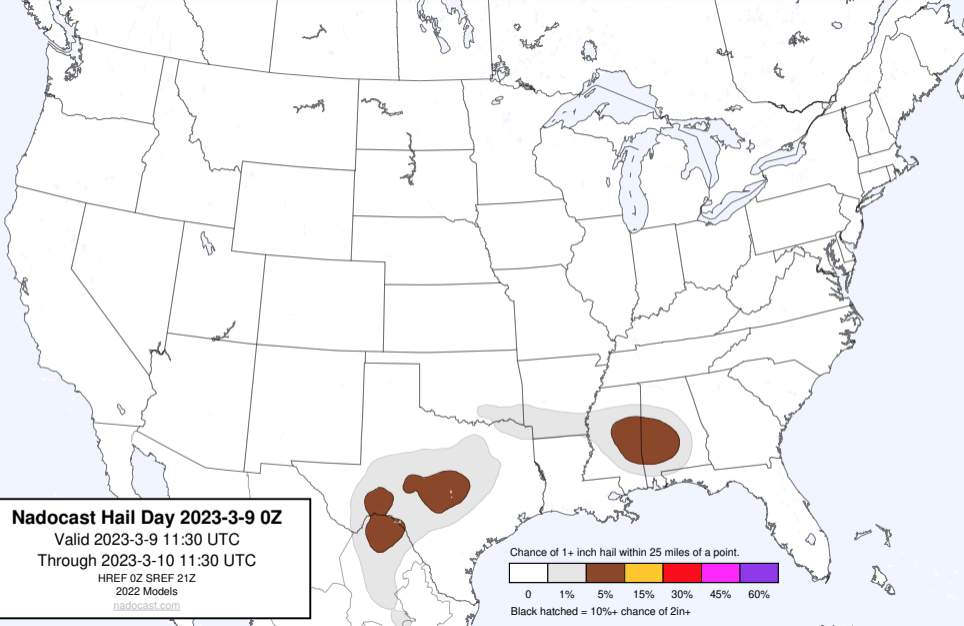 Nadocast Hail Day 2023-3-9 0Z
Valid 2023-3-9 11:30 UTC
Through 2023-3-10 11:30 UTC
HREF 0Z SREF 21Z
2022 Models
nadocast.com
Chance of 1+ inch hail within 25 miles of a point.
0 1% 5% 15% 30% 45% 60%
Black hatched = 10%+ chance of 2in+